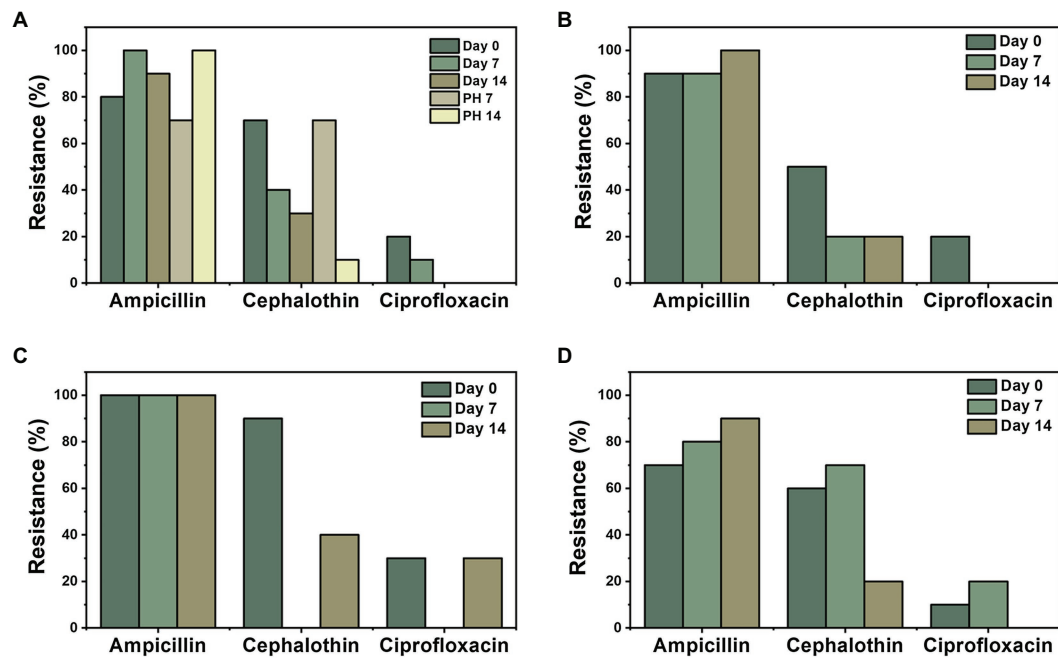 A
Resistance (%)
100
80
60
40
20
0
Day 0
Day 7
Day 14
PH 7
PH 14
Ampicillin Cephalothin Ciprofloxacin
B
Resistance (%)
100
80
60
40
20
0
Day 0
Day 7
Day 14
Ampicillin Cephalothin Ciprofloxacin
C
Resistance (%)
100
80
60
40
20
0
Day 0
Day 7
Day 14
Ampicillin Cephalothin Ciprofloxacin
D
Resistance (%)
100
80
60
40
20
0
Day 0
Day 7
Day 14
Ampicillin Cephalothin Ciprofloxacin